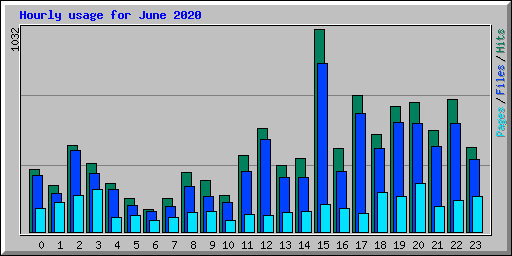 Hourly usage for June 2020
1032
Pages/Files/Hits
0 1 2 3 4 5 6 7 8 9 10 11 12 13 14 15 16 17 18 19 20 21 22 23